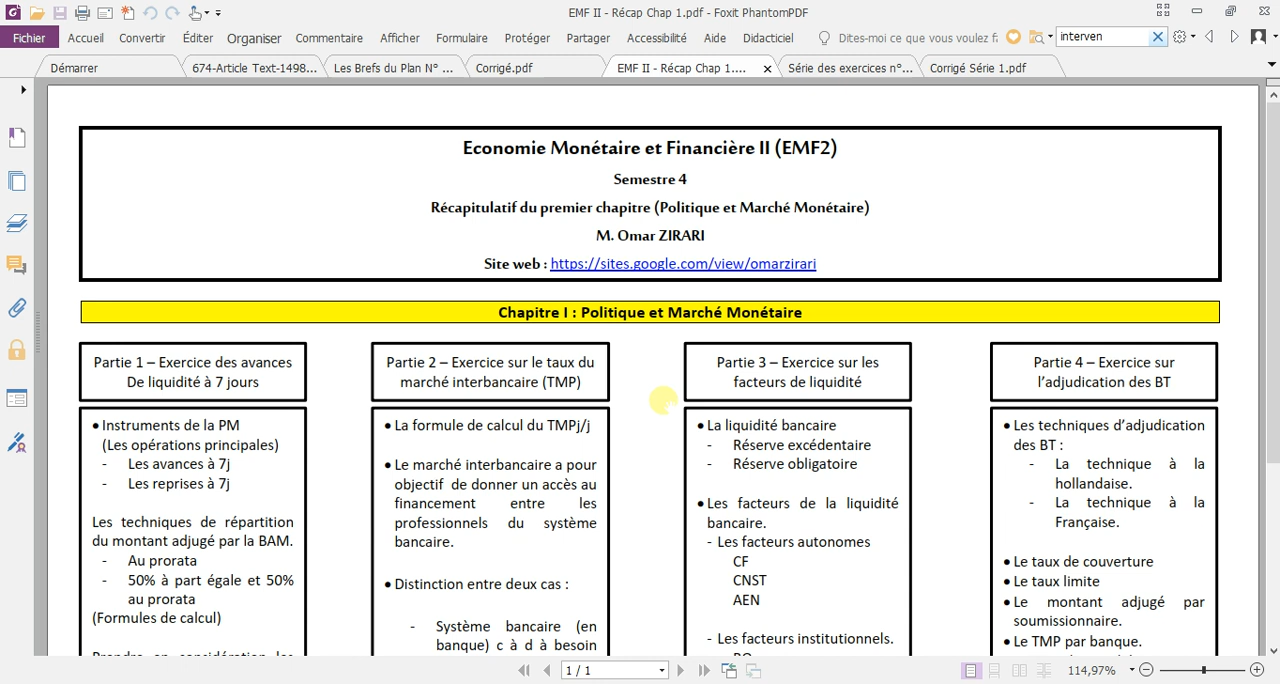 EMF II - Récap Chap 1.pdf - Foxit PhantomPDF
Fichier Accueil Convertir Éditer Organiser Commentaire Afficher Formulaire Protéger Partager Accessibilité Aide Didacticiel Dites-moi ce que vous voulez fa interven
Démarrer 674-Article Text-1498... Les Brefs du Plan N° ... Corrigé.pdf EMF II - Récap Chap 1.... Série des exercices n°... Corrigé Série 1.pdf
Economie Monétaire et Financière II (EMF2)
Semestre 4
Récapitulatif du premier chapitre (Politique et Marché Monétaire)
M. Omar ZIRARI
Site web : https://sites.google.com/view/omarzirari
Chapitre I : Politique et Marché Monétaire
Partie 1 – Exercice des avances
De liquidité à 7 jours
• Instruments de la PM
(Les opérations principales)
- Les avances à 7j
- Les reprises à 7j
Les techniques de répartition
du montant adjugé par la BAM.
- Au prorata
- 50% à part égale et 50%
au prorata
(Formules de calcul)
Partie 2 – Exercice sur le taux du
marché interbancaire (TMP)
• La formule de calcul du TMPj/j
• Le marché interbancaire a pour
objectif de donner un accès au
financement entre les
professionnels du système
bancaire.
• Distinction entre deux cas :
- Système bancaire (en
banque) c à d à besoin
Partie 3 – Exercice sur les
facteurs de liquidité
• La liquidité bancaire
- Réserve excédentaire
- Réserve obligatoire
• Les facteurs de la liquidité
bancaire.
- Les facteurs autonomes
CF
CNST
AEN
- Les facteurs institutionnels.
Partie 4 – Exercice sur
l’adjudication des BT
• Les techniques d’adjudication
des BT :
- La technique à la
hollandaise.
- La technique à la
Française.
• Le taux de couverture
• Le taux limite
• Le montant adjugé par
soumissionnaire.
• Le TMP par banque.
1 / 1 114,97%